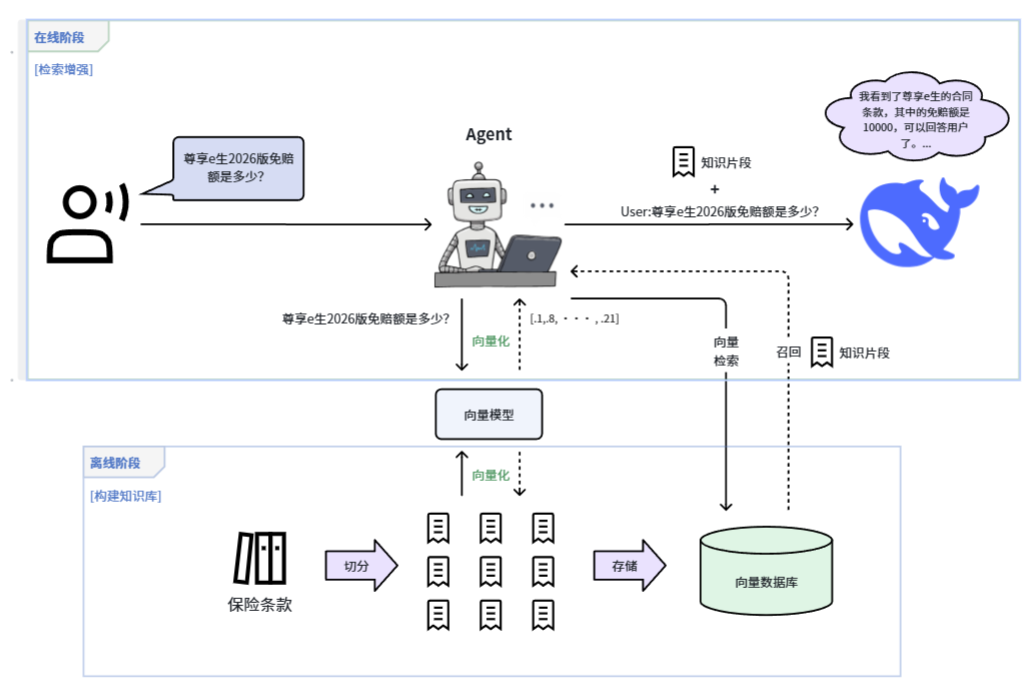 在线阶段
[检索增强]
我看到了尊享e生的合同
条款，其中的免赔额是
10000，可以回答用户
了。...
Agent
尊享e生2026版免赔
额是多少?
知识片段
+
User:尊享e生2026版免赔额是多少?
尊享e生2026版免赔额是多少?
[.1,.8, · · · , .21]
向量化
向量
检索
召回
知识片段
向量模型
离线阶段
向量化
[构建知识库]
切分
存储
向量数据库
保险条款